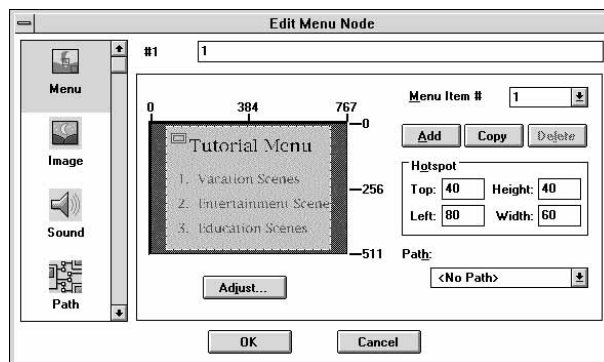 Edit Menu Node
#1 1
Menu
Image
Sound
Path
0 384 767
0
256
511
Tutorial Menu
1. Vacation Scenes
2. Entertainment Scene
3. Education Scenes
Adjust...
Menu Item # 1
Add Copy Delete
Hotspot
Top: 40 Height: 40
Left: 80 Width: 60
Path:
<No Path>
OK Cancel